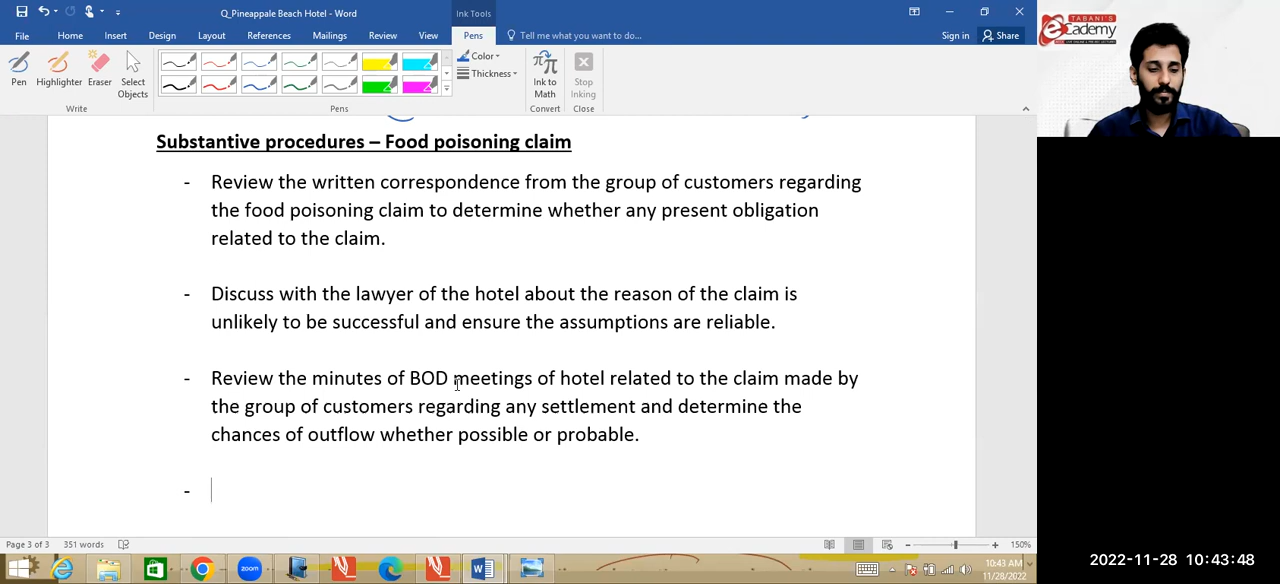 Q_Pineappale Beach Hotel - Word
Ink Tools
TABANI'S
eCademy
File Home Insert Design Layout References Mailings Review View Pens Tell me what you want to do... Sign in Share
Pen Highlighter Eraser Select Objects
Color
Thickness
Ink to Math
Stop Inking
Write Pens Convert Close
Substantive procedures – Food poisoning claim
- Review the written correspondence from the group of customers regarding
the food poisoning claim to determine whether any present obligation
related to the claim.
- Discuss with the lawyer of the hotel about the reason of the claim is
unlikely to be successful and ensure the assumptions are reliable.
- Review the minutes of BOD meetings of hotel related to the claim made by
the group of customers regarding any settlement and determine the
chances of outflow whether possible or probable.
-
Page 3 of 3 351 words 150%
zoom
10:43 AM
11/28/2022
2022-11-28 10:43:48